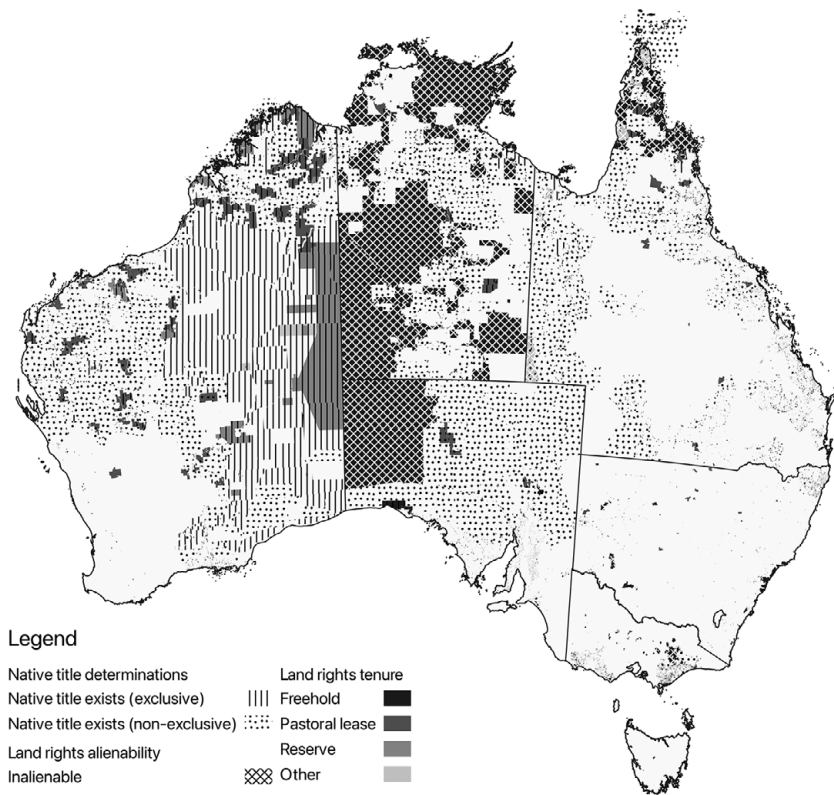 Legend
Native title determinations
Native title exists (exclusive)
Native title exists (non-exclusive)
Land rights alienability
Inalienable
Land rights tenure
Freehold
Pastoral lease
Reserve
Other